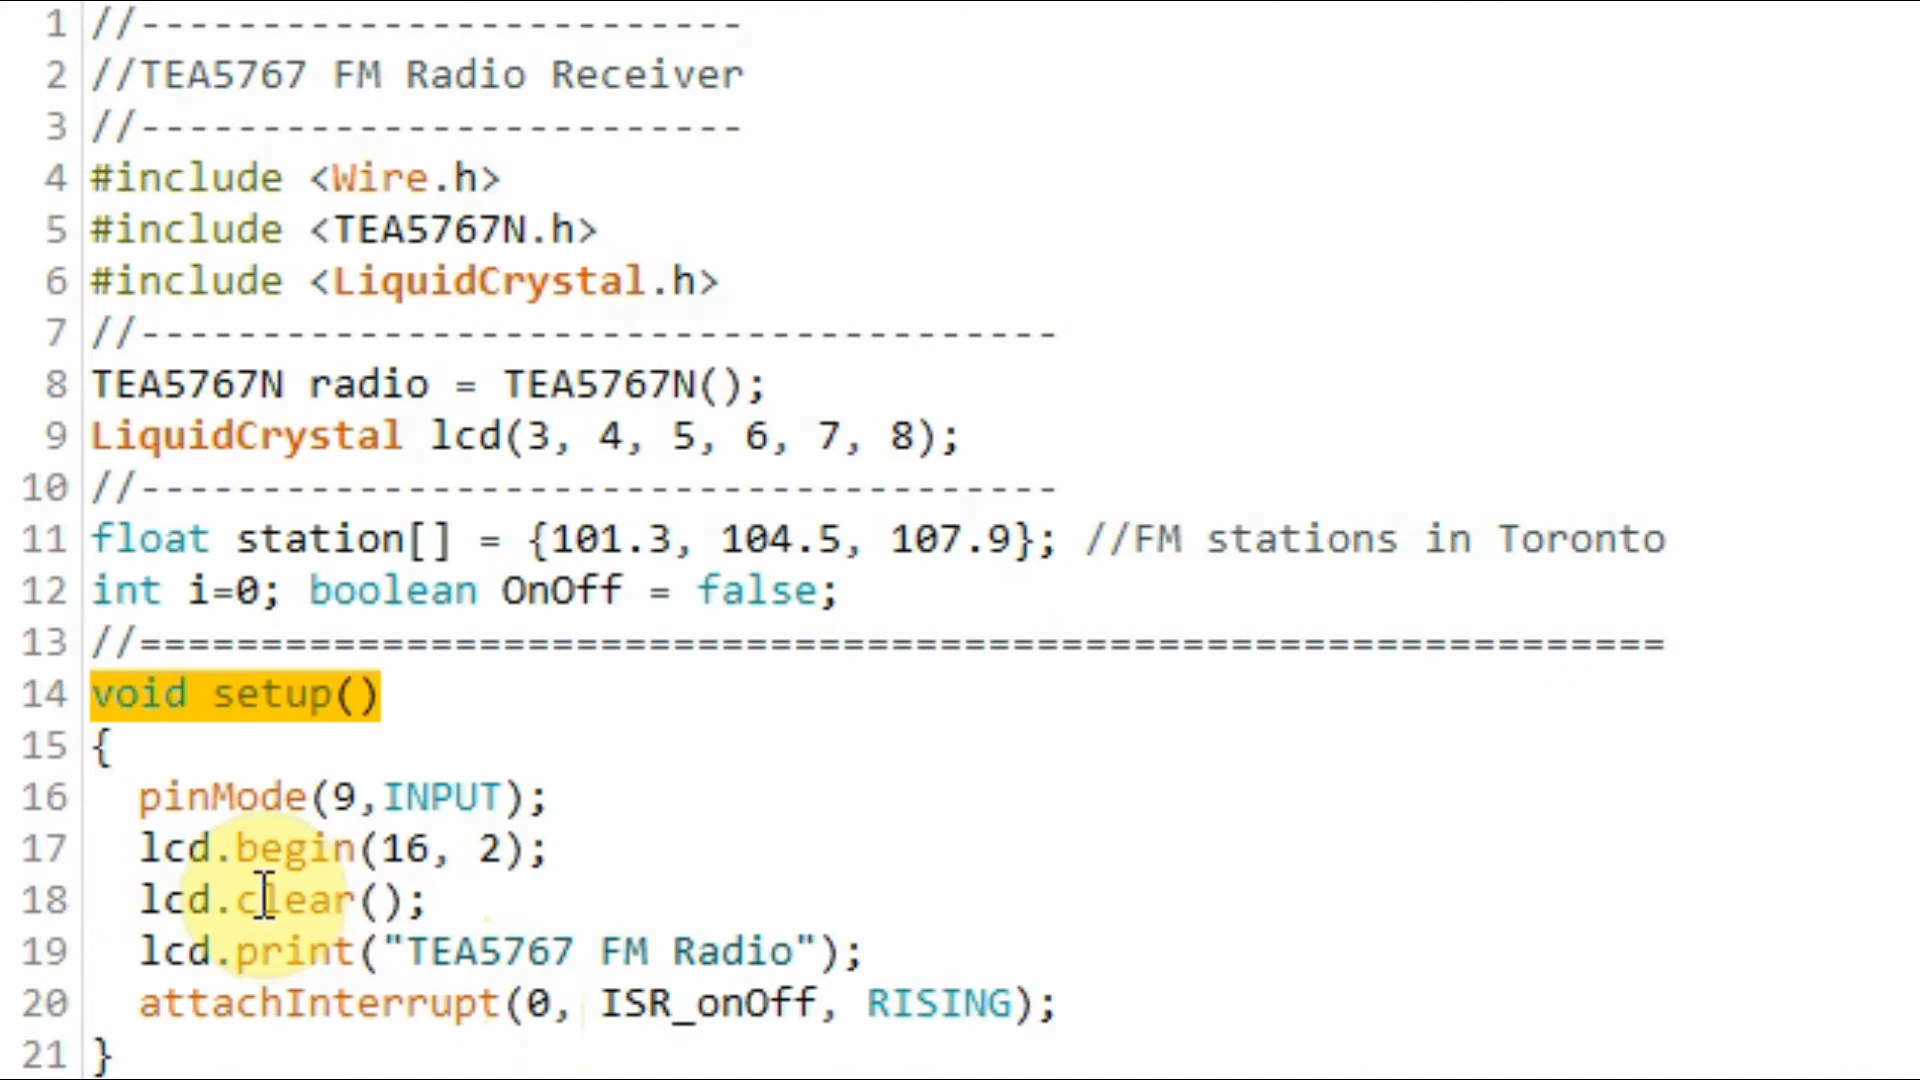 1 //-------------------------
2 //TEA5767 FM Radio Receiver
3 //-------------------------
4 #include <Wire.h>
5 #include <TEA5767N.h>
6 #include <LiquidCrystal.h>
7 //--------------------------------------
8 TEA5767N radio = TEA5767N();
9 LiquidCrystal lcd(3, 4, 5, 6, 7, 8);
10 //--------------------------------------
11 float station[] = {101.3, 104.5, 107.9}; //FM stations in Toronto
12 int i=0; boolean OnOff = false;
13 //===============================================================
14 void setup()
15 {
16   pinMode(9,INPUT);
17   lcd.begin(16, 2);
18   lcd.clear();
19   lcd.print("TEA5767 FM Radio");
20   attachInterrupt(0, ISR_onOff, RISING);
21 }